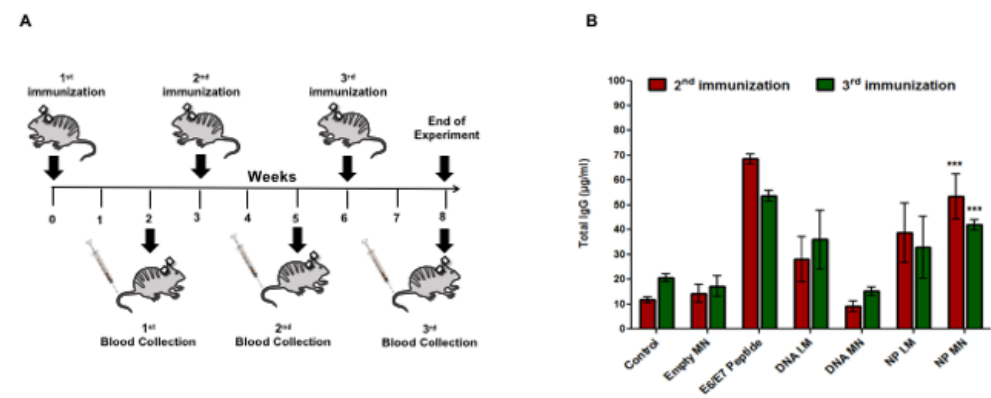 A
1st
immunization
2nd
immunization
3rd
immunization
End of
Experiment
Weeks
0 1 2 3 4 5 6 7 8
1st
Blood Collection
2nd
Blood Collection
3rd
Blood Collection
B
2nd immunization 3rd immunization
Total IgG (µg/ml)
100
90
80
70
60
50
40
30
20
10
0
***
***
Control
Empty MN
E6/E7 Peptide
DNA LM
DNA MN
NP LM
NP MN